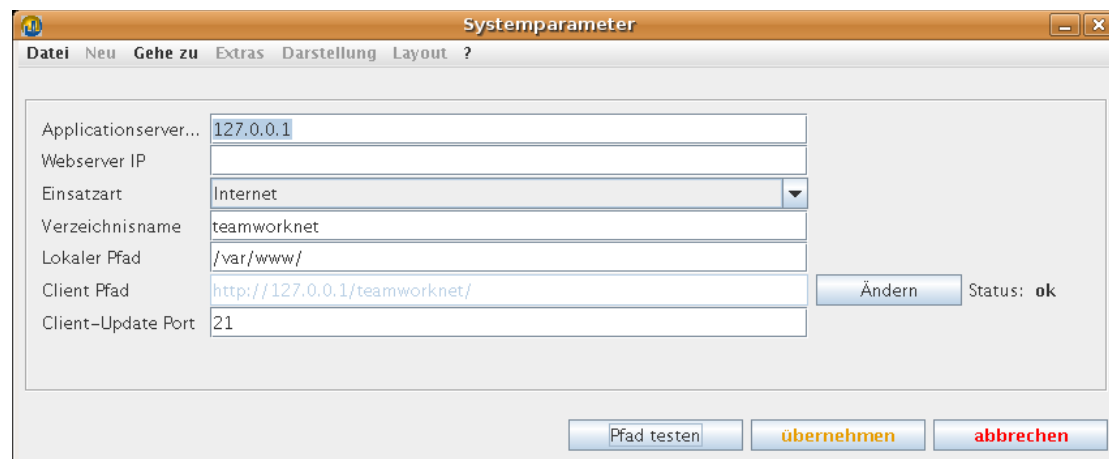 Systemparameter
Datei Neu Gehe zu Extras Darstellung Layout ?
Applicationserver... 127.0.0.1
Webserver IP
Einsatzart Internet
Verzeichnisname teamworknet
Lokaler Pfad /var/www/
Client Pfad http://127.0.0.1/teamworknet/ Ändern Status: ok
Client-Update Port 21
Pfad testen übernehmen abbrechen